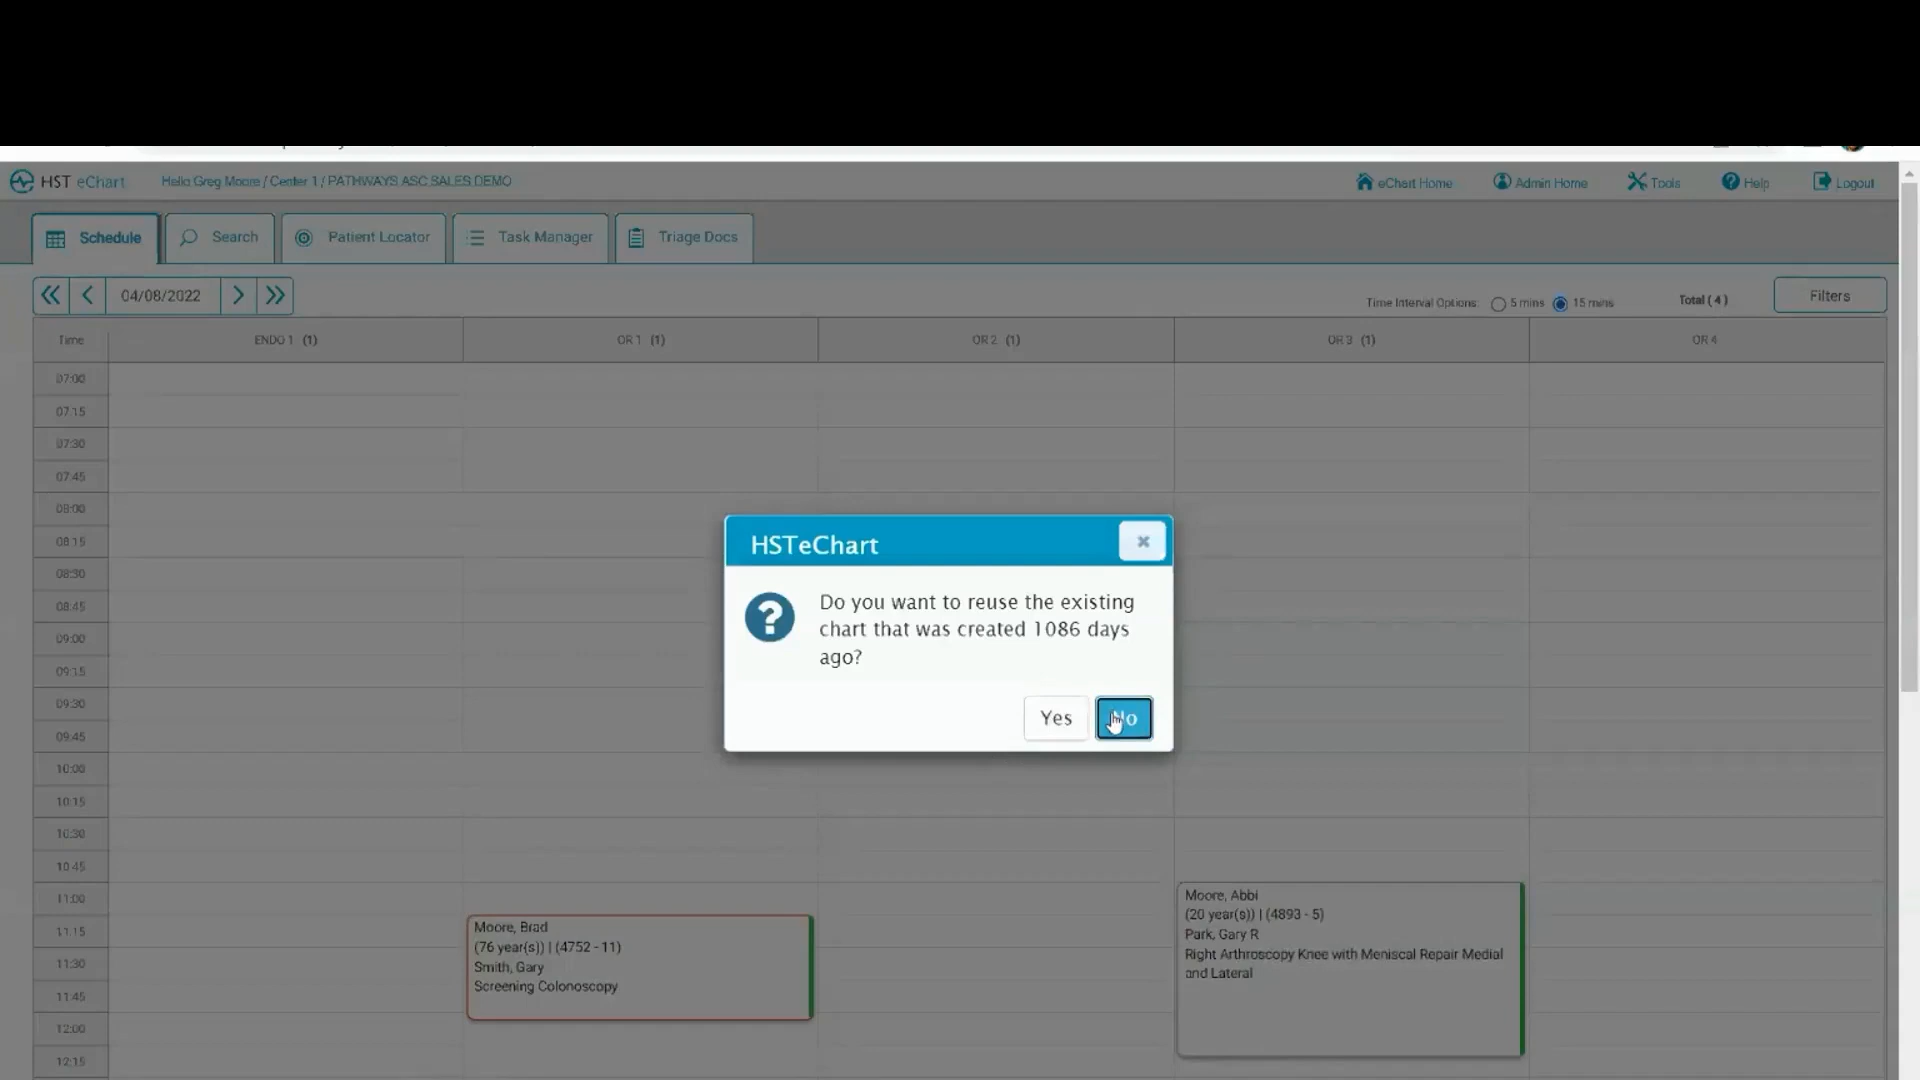 HST eChart
Hello Greg Moore / Center 1 / PATHWAYS ASC SALES DEMO
eChart Home
Admin Home
Tools
Help
Logout
Schedule
Search
Patient Locator
Task Manager
Triage Docs
04/08/2022
Time Interval Options: 5 mins 15 mins
Total ( 4 )
Filters
Time
ENDO 1 (1)
OR 1 (1)
OR 2 (1)
OR 3 (1)
OR 4
07:00
07:15
07:30
07:45
08:00
08:15
08:30
08:45
09:00
09:15
09:30
09:45
10:00
10:15
10:30
10:45
11:00
11:15
11:30
11:45
12:00
12:15
HSTeChart
Do you want to reuse the existing
chart that was created 1086 days
ago?
Yes
No
Moore, Brad
(76 year(s)) | (4752 - 11)
Smith, Gary
Screening Colonoscopy
Moore, Abbi
(20 year(s)) | (4893 - 5)
Park, Gary R
Right Arthroscopy Knee with Meniscal Repair Medial
and Lateral